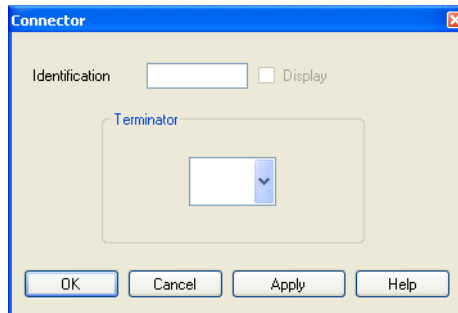 Connector
Identification
Display
Terminator
OK
Cancel
Apply
Help